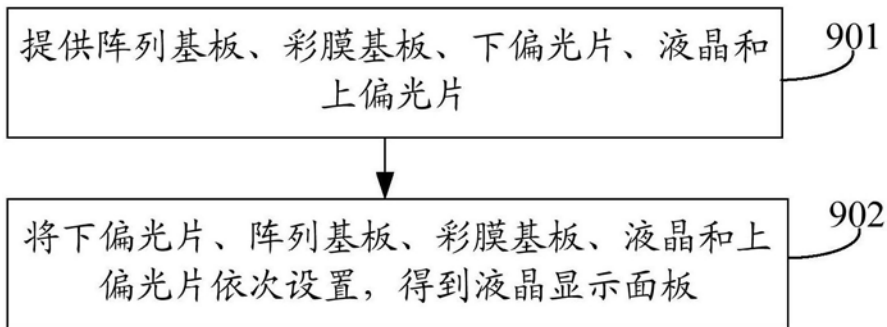 提供阵列基板、彩膜基板、下偏光片、液晶和
上偏光片
901
将下偏光片、阵列基板、彩膜基板、液晶和上
偏光片依次设置，得到液晶显示面板
902